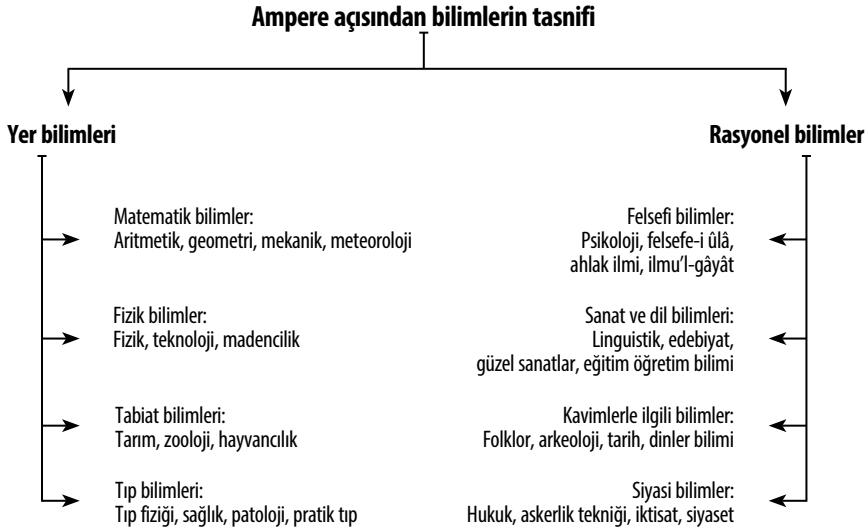 Ampere açısından bilimlerin tasnifi
Yer bilimleri
Matematik bilimler:
Aritmetik, geometri, mekanik, meteoroloji
Fizik bilimler:
Fizik, teknoloji, madencilik
Tabiat bilimleri:
Tarım, zooloji, hayvancılık
Tıp bilimleri:
Tıp fiziği, sağlık, patoloji, pratik tıp
Rasyonel bilimler
Felsefi bilimler:
Psikoloji, felsefe-i ûlâ,
ahlak ilmi, ilmu’l-gâyât
Sanat ve dil bilimleri:
Linguistik, edebiyat,
güzel sanatlar, eğitim öğretim bilimi
Kavimlerle ilgili bilimler:
Folklor, arkeoloji, tarih, dinler bilimi
Siyasi bilimler:
Hukuk, askerlik tekniği, iktisat, siyaset